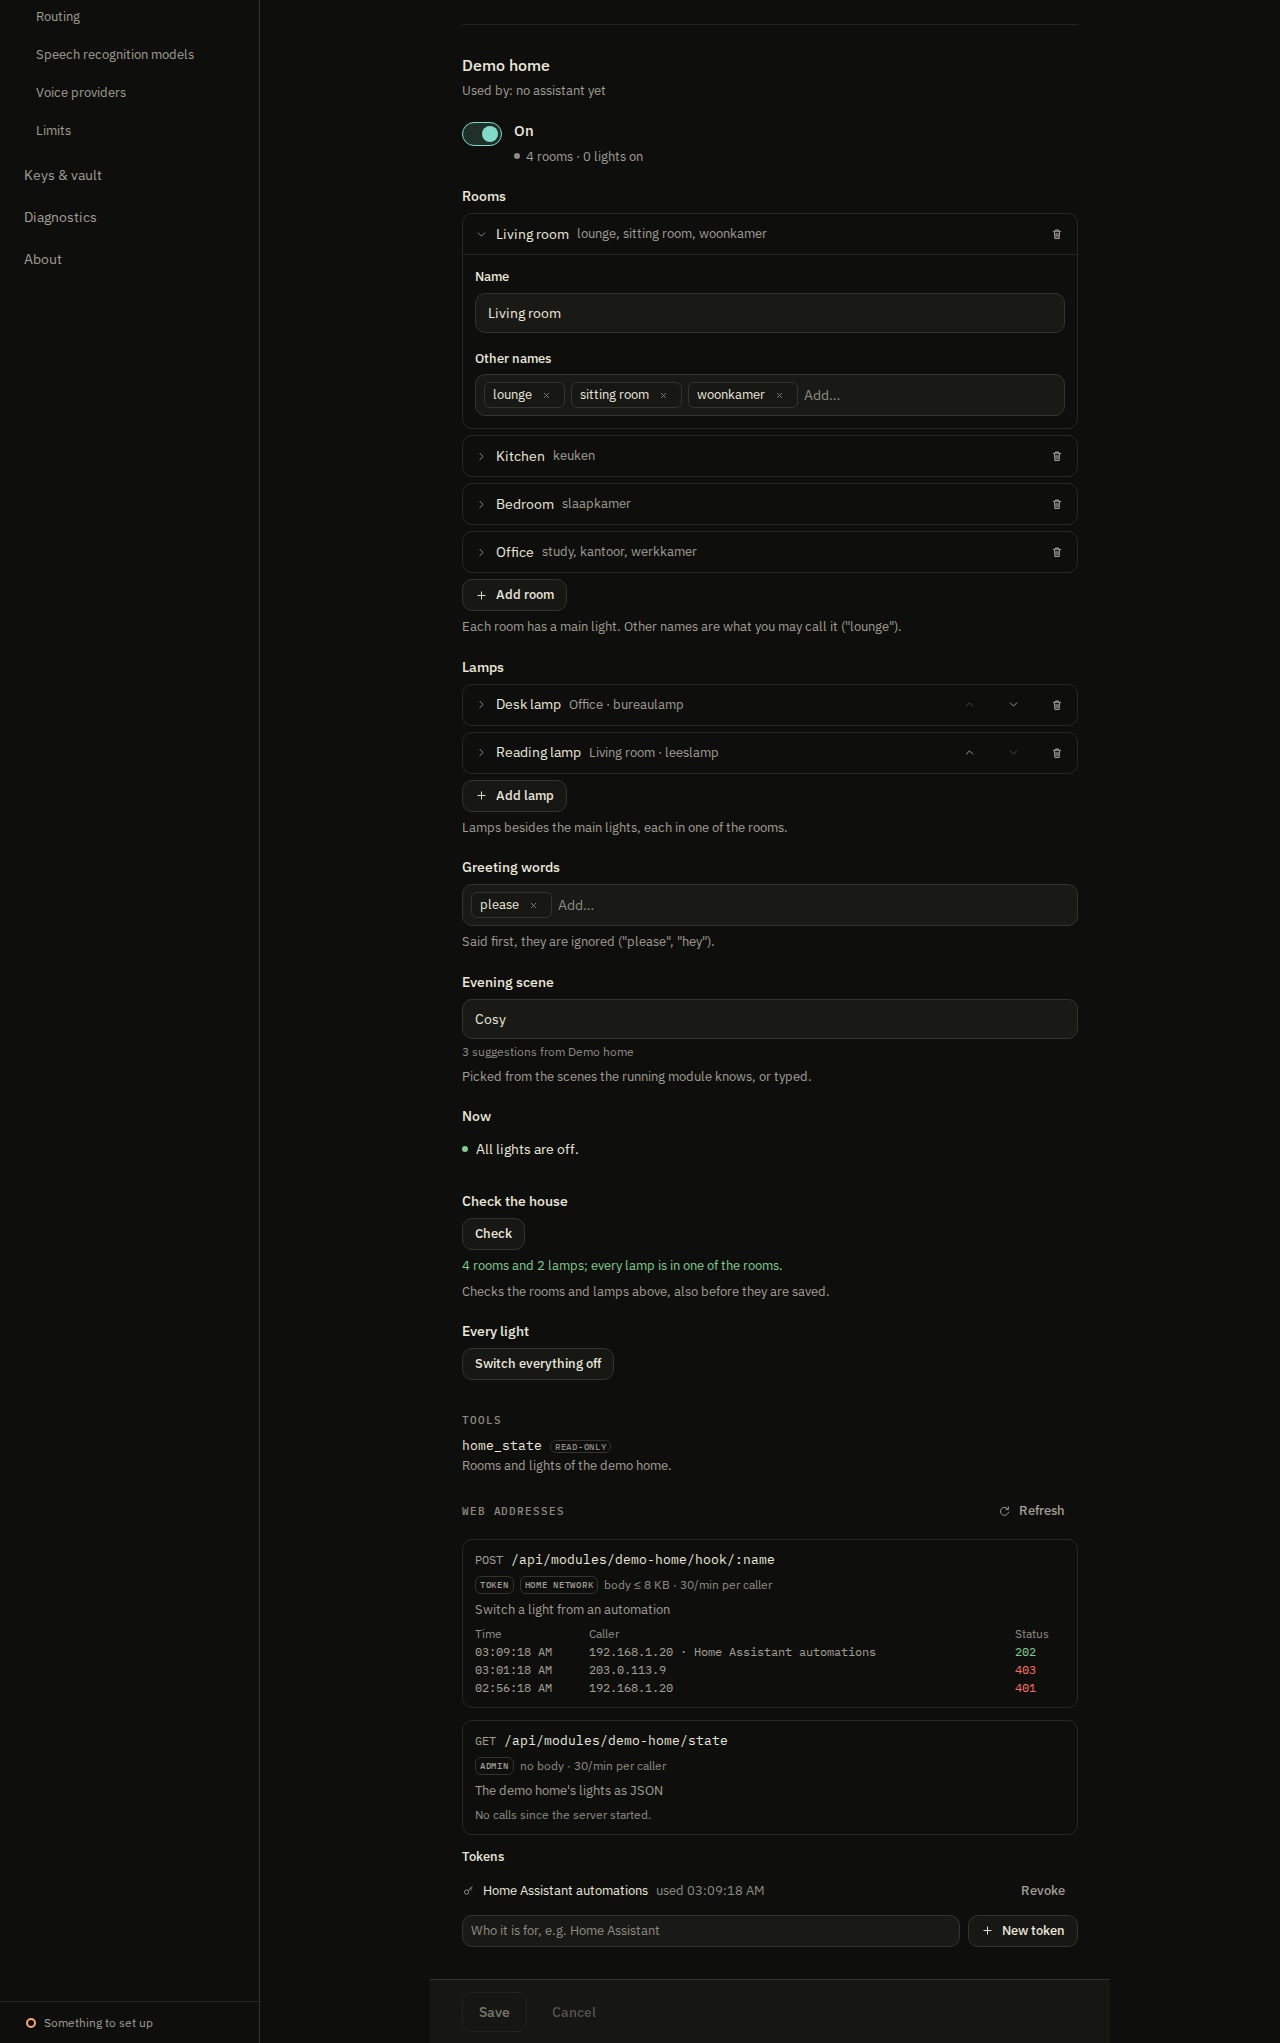 Routing
Speech recognition models
Voice providers
Limits
Keys & vault
Diagnostics
About
Something to set up
Demo home
Used by: no assistant yet
On
4 rooms · 0 lights on
Rooms
Living room lounge, sitting room, woonkamer
Name
Living room
Other names
lounge × sitting room × woonkamer × Add...
Kitchen keuken
Bedroom slaapkamer
Office study, kantoor, werkkamer
+ Add room
Each room has a main light. Other names are what you may call it ("lounge").
Lamps
Desk lamp Office · bureaulamp
Reading lamp Living room · leeslamp
+ Add lamp
Lamps besides the main lights, each in one of the rooms.
Greeting words
please × Add...
Said first, they are ignored ("please", "hey").
Evening scene
Cosy
3 suggestions from Demo home
Picked from the scenes the running module knows, or typed.
Now
All lights are off.
Check the house
Check
4 rooms and 2 lamps; every lamp is in one of the rooms.
Checks the rooms and lamps above, also before they are saved.
Every light
Switch everything off
TOOLS
home_state READ-ONLY
Rooms and lights of the demo home.
WEB ADDRESSES Refresh
POST /api/modules/demo-home/hook/:name
TOKEN HOME NETWORK body ≤ 8 KB · 30/min per caller
Switch a light from an automation
Time Caller Status
03:09:18 AM 192.168.1.20 · Home Assistant automations 202
03:01:18 AM 203.0.113.9 403
02:56:18 AM 192.168.1.20 401
GET /api/modules/demo-home/state
ADMIN no body · 30/min per caller
The demo home's lights as JSON
No calls since the server started.
Tokens
Home Assistant automations used 03:09:18 AM Revoke
Who it is for, e.g. Home Assistant + New token
Save Cancel